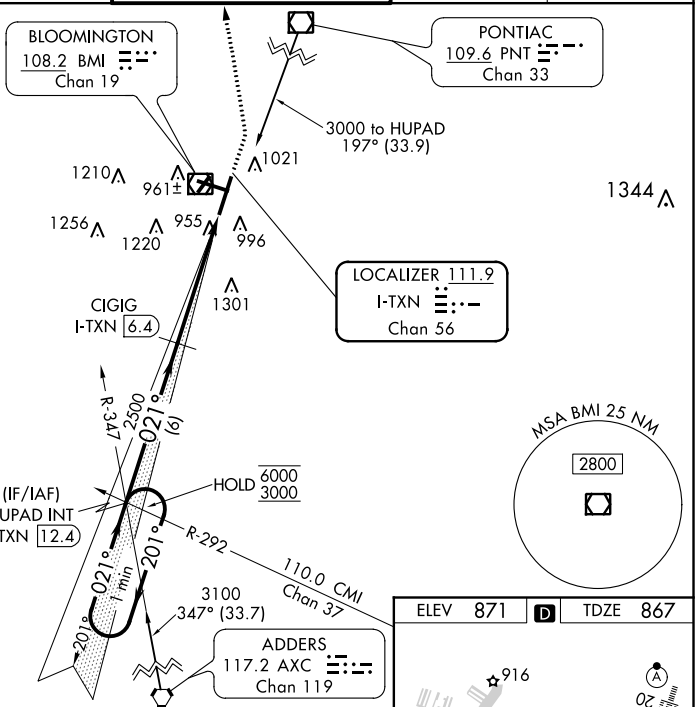 BLOOMINGTON
108.2 BMI
Chan 19
PONTIAC
109.6 PNT
Chan 33
3000 to HUPAD
197° (33.9)
1021
1210
961±
1344
1256
1220
955
996
1301
LOCALIZER 111.9
I-TXN
Chan 56
CIGIG
I-TXN 6.4
R-347
2500
021°
(6)
MSA BMI 25 NM
2800
(IF/IAF)
UPAD INT
TXN 12.4
HOLD 6000
3000
R-292
021°
1 min
201°
201°
110.0 CMI
Chan 37
3100
347° (33.7)
ADDERS
117.2 AXC
Chan 119
ELEV 871 D TDZE 867
916
A
20